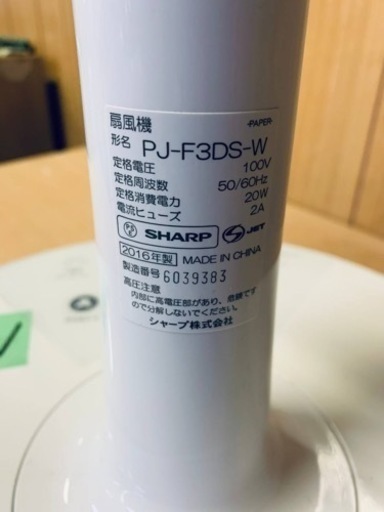 扇風機
-PAPER-
形名 PJ-F3DS-W
定格電圧 100V
定格周波数 50/60Hz
定格消費電力 20W
電流ヒューズ 2A
SHARP JET
2016年製 MADE IN CHINA
製造番号 6039383
高圧注意
内部に高電圧部があり、危険です
ので分解しないでください。
シャープ株式会社